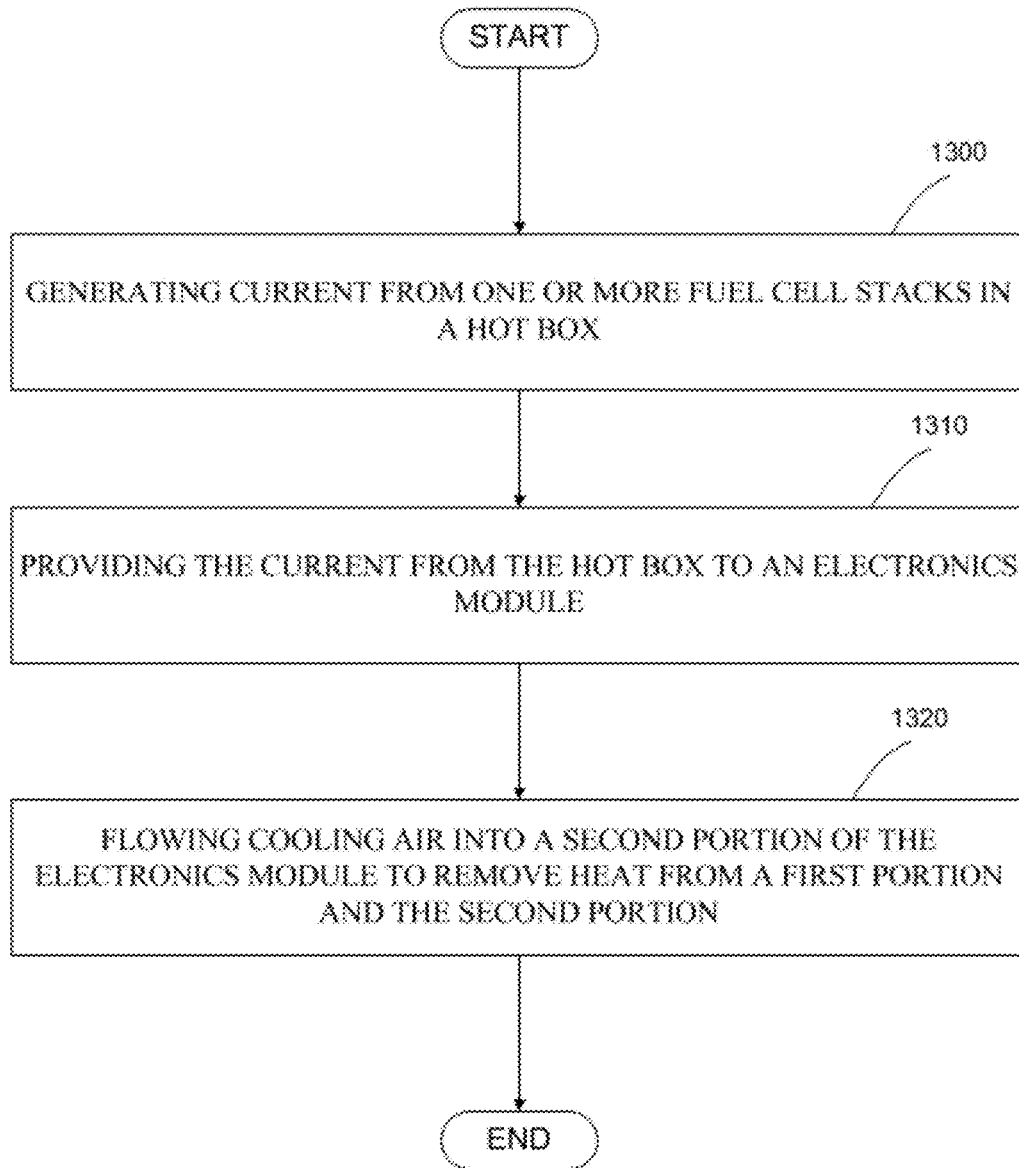 START
1300
GENERATING CURRENT FROM ONE OR MORE FUEL CELL STACKS IN
A HOT BOX
1310
PROVIDING THE CURRENT FROM THE HOT BOX TO AN ELECTRONICS
MODULE
1320
FLOWING COOLING AIR INTO A SECOND PORTION OF THE
ELECTRONICS MODULE TO REMOVE HEAT FROM A FIRST PORTION
AND THE SECOND PORTION
END